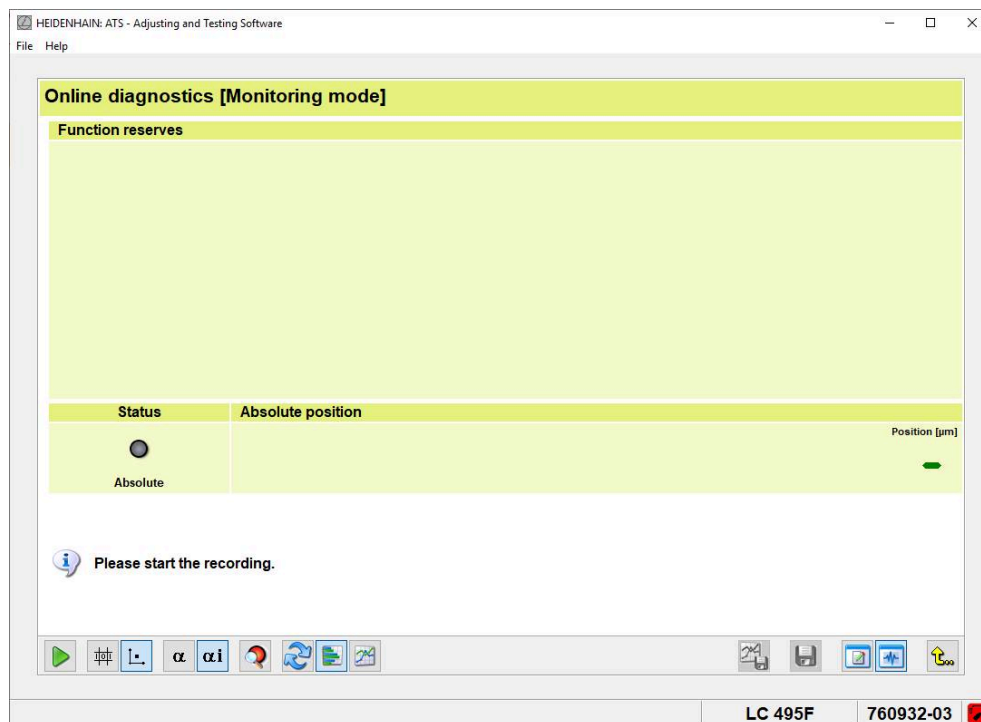 HEIDENHAIN: ATS - Adjusting and Testing Software
File Help
Online diagnostics [Monitoring mode]
Function reserves
Status Absolute position
Position [µm]
Absolute
Please start the recording.
α αi
LC 495F 760932-03